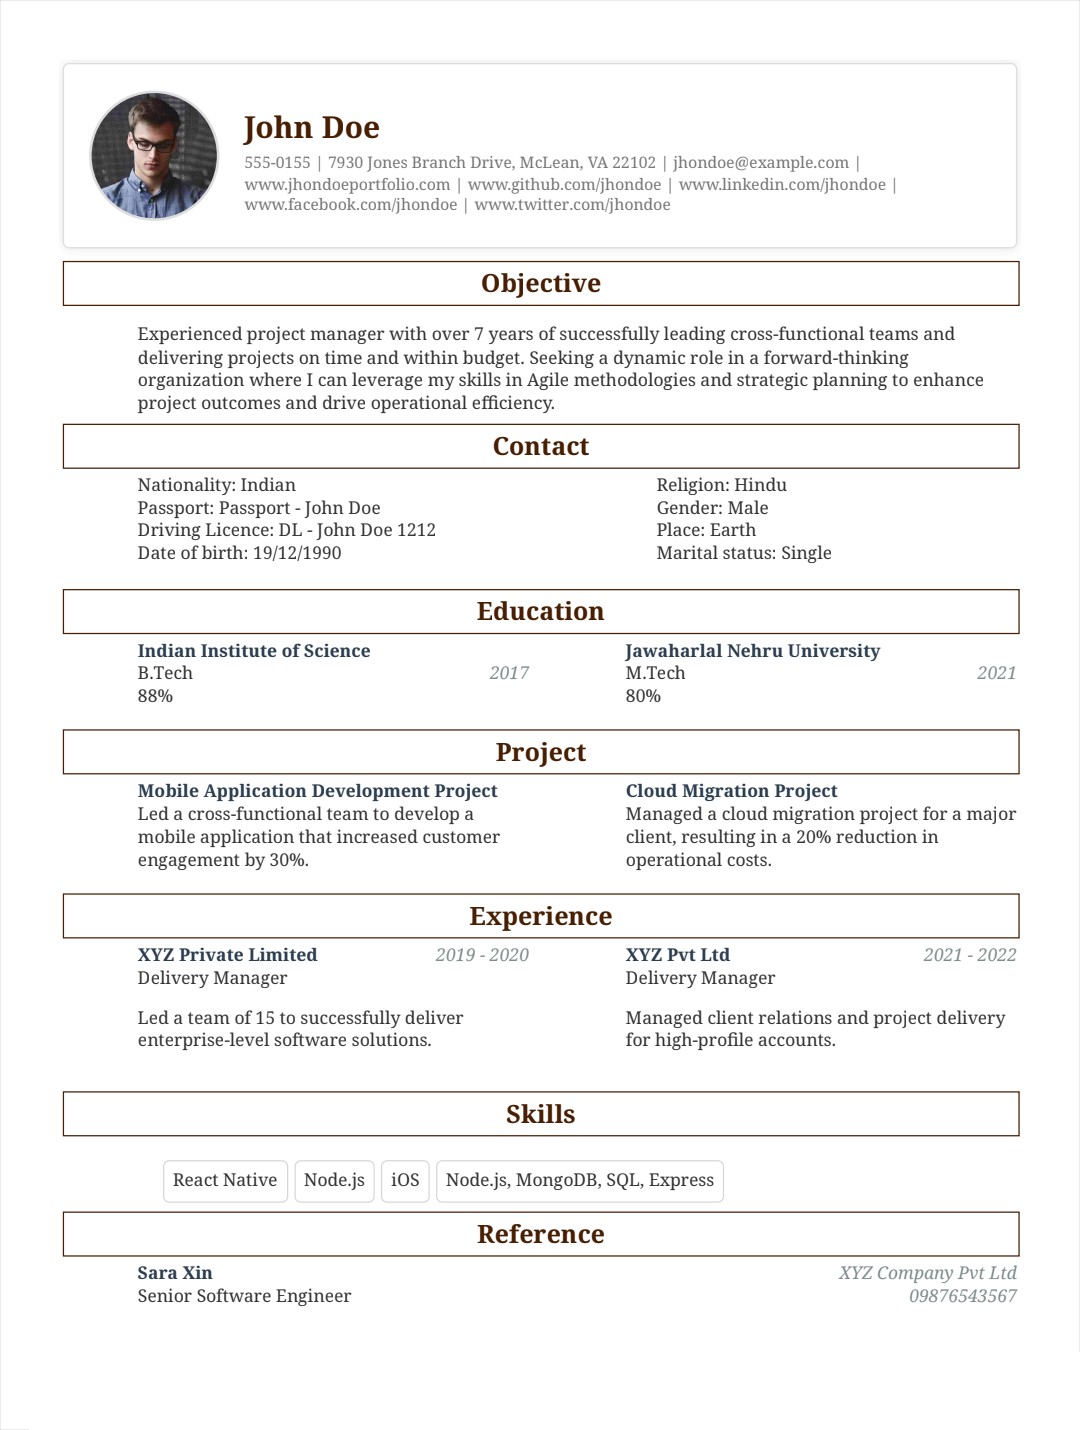 John Doe
555-0155 | 7930 Jones Branch Drive, McLean, VA 22102 | jhondoe@example.com |
www.jhondoeportfolio.com | www.github.com/jhondoe | www.linkedin.com/jhondoe |
www.facebook.com/jhondoe | www.twitter.com/jhondoe
Objective
Experienced project manager with over 7 years of successfully leading cross-functional teams and
delivering projects on time and within budget. Seeking a dynamic role in a forward-thinking
organization where I can leverage my skills in Agile methodologies and strategic planning to enhance
project outcomes and drive operational efficiency.
Contact
Nationality: Indian
Passport: Passport - John Doe
Driving Licence: DL - John Doe 1212
Date of birth: 19/12/1990
Religion: Hindu
Gender: Male
Place: Earth
Marital status: Single
Education
Indian Institute of Science
B.Tech 2017
88%
Jawaharlal Nehru University
M.Tech 2021
80%
Project
Mobile Application Development Project
Led a cross-functional team to develop a
mobile application that increased customer
engagement by 30%.
Cloud Migration Project
Managed a cloud migration project for a major
client, resulting in a 20% reduction in
operational costs.
Experience
XYZ Private Limited 2019 - 2020
Delivery Manager
Led a team of 15 to successfully deliver
enterprise-level software solutions.
XYZ Pvt Ltd 2021 - 2022
Delivery Manager
Managed client relations and project delivery
for high-profile accounts.
Skills
React Native Node.js iOS Node.js, MongoDB, SQL, Express
Reference
Sara Xin XYZ Company Pvt Ltd
Senior Software Engineer 09876543567